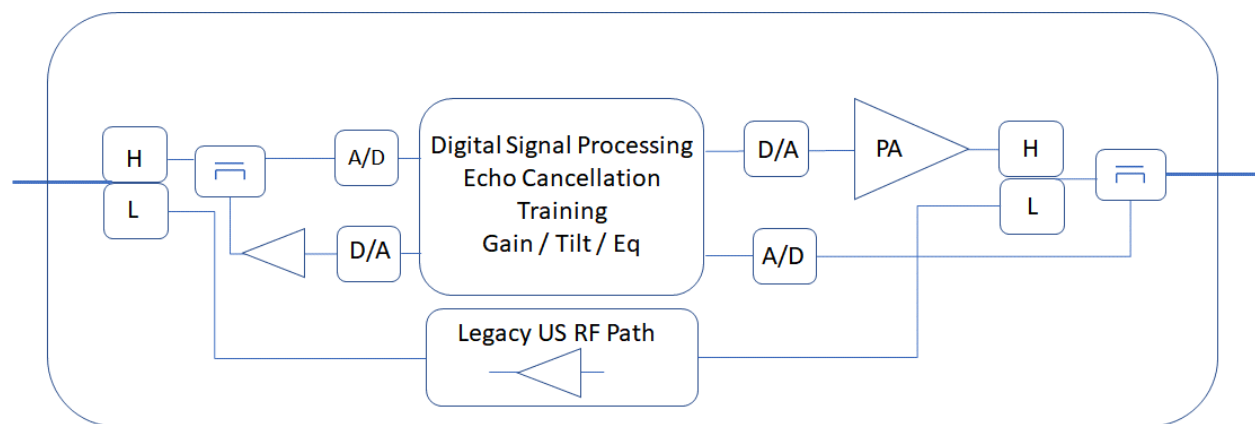 H
L
A/D
D/A
Digital Signal Processing
Echo Cancellation
Training
Gain / Tilt / Eq
D/A
A/D
PA
H
L
Legacy US RF Path